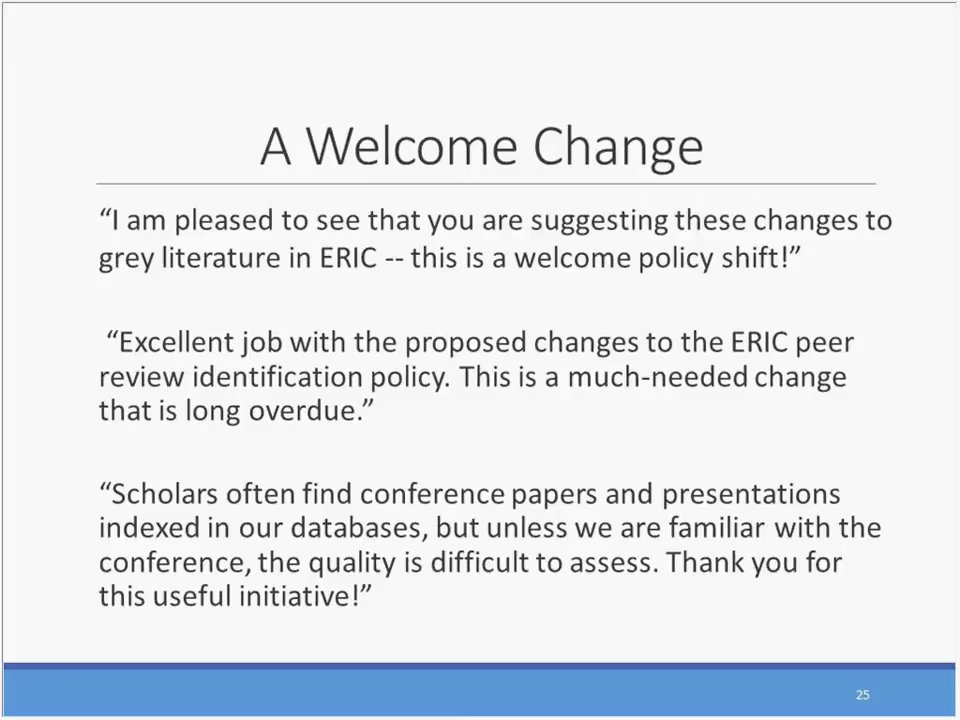 A Welcome Change
“I am pleased to see that you are suggesting these changes to
grey literature in ERIC -- this is a welcome policy shift!”
“Excellent job with the proposed changes to the ERIC peer
review identification policy. This is a much-needed change
that is long overdue.”
“Scholars often find conference papers and presentations
indexed in our databases, but unless we are familiar with the
conference, the quality is difficult to assess. Thank you for
this useful initiative!”
25